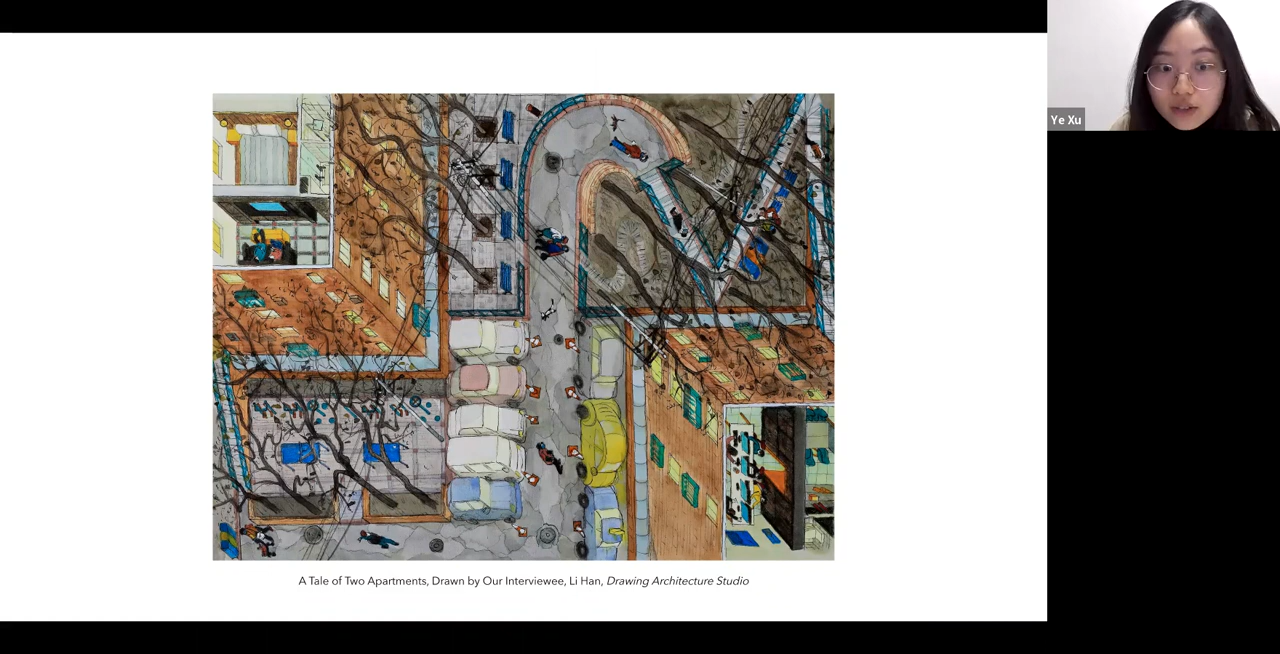 Ye Xu
A Tale of Two Apartments, Drawn by Our Interviewee, Li Han, Drawing Architecture Studio